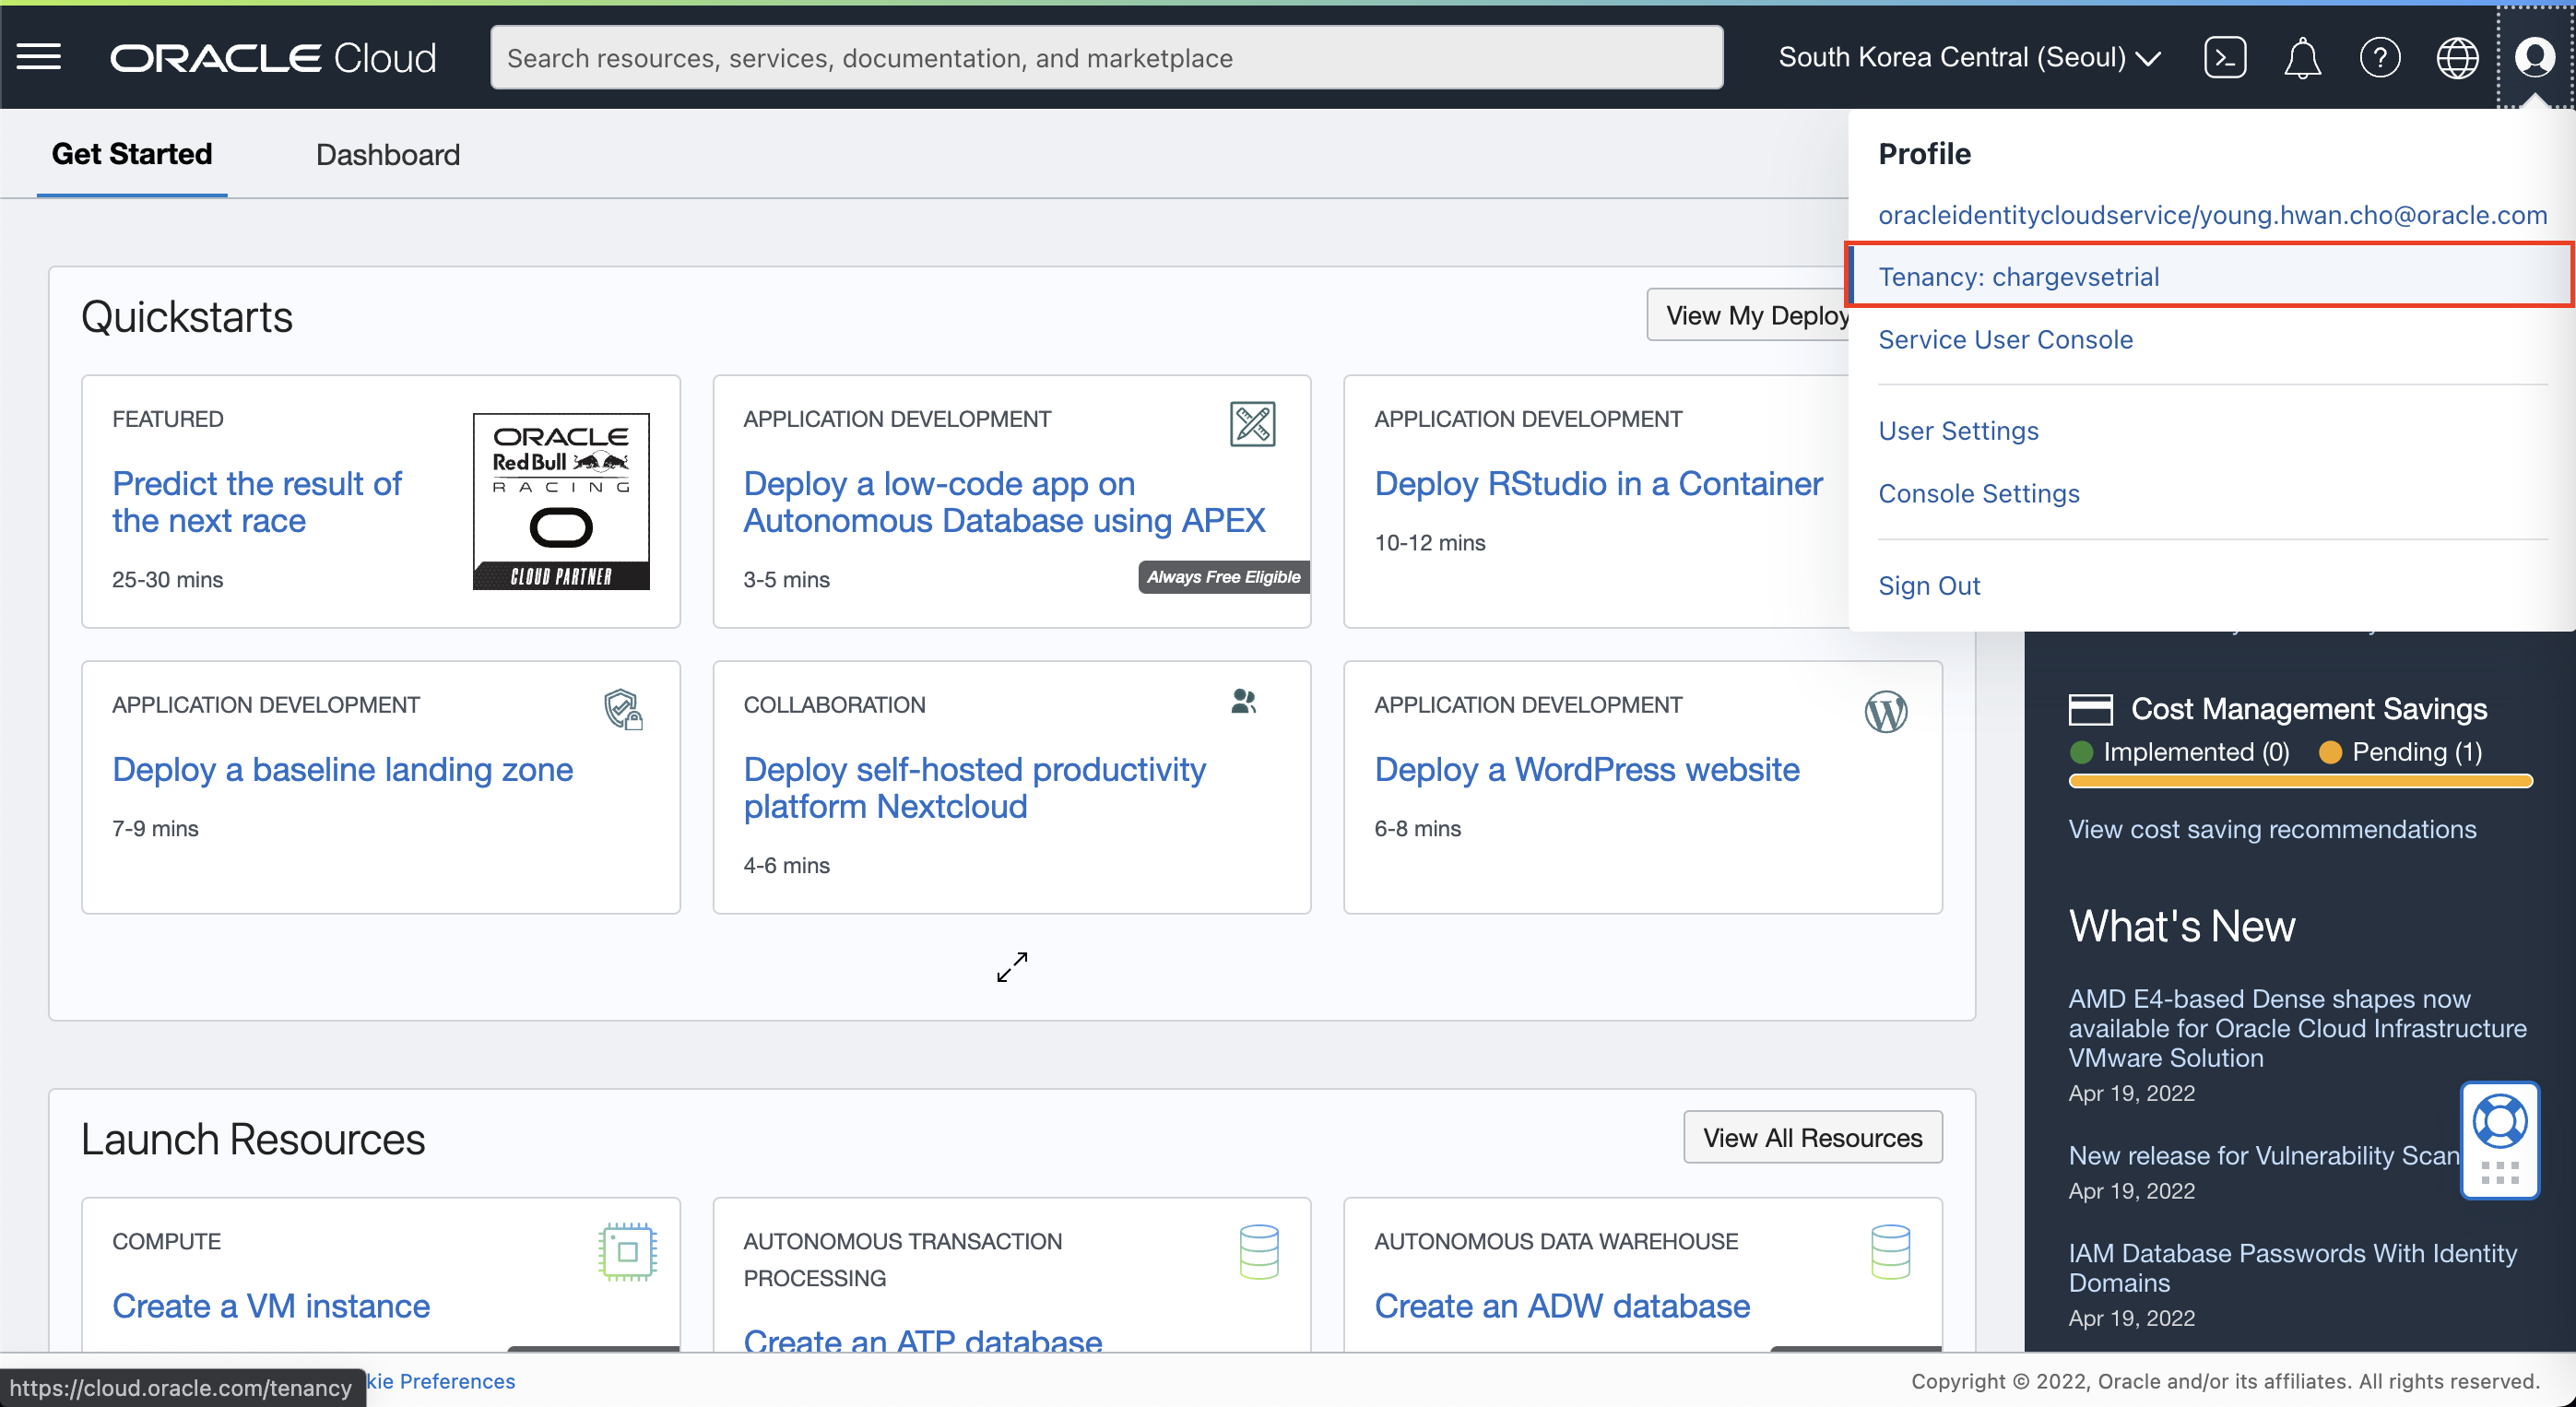 ORACLE Cloud
Search resources, services, documentation, and marketplace
South Korea Central (Seoul)
Get Started
Dashboard
Profile
oracleidentitycloudservice/young.hwan.cho@oracle.com
Tenancy: chargevsetrial
Service User Console
User Settings
Console Settings
Sign Out
Quickstarts
View My Deploy
FEATURED
Predict the result of
the next race
25-30 mins
ORACLE
Red Bull
RACING
CLOUD PARTNER
APPLICATION DEVELOPMENT
Deploy a low-code app on
Autonomous Database using APEX
3-5 mins
Always Free Eligible
APPLICATION DEVELOPMENT
Deploy RStudio in a Container
10-12 mins
APPLICATION DEVELOPMENT
Deploy a baseline landing zone
7-9 mins
COLLABORATION
Deploy self-hosted productivity
platform Nextcloud
4-6 mins
APPLICATION DEVELOPMENT
Deploy a WordPress website
6-8 mins
Cost Management Savings
Implemented (0)
Pending (1)
View cost saving recommendations
What's New
AMD E4-based Dense shapes now
available for Oracle Cloud Infrastructure
VMware Solution
Apr 19, 2022
New release for Vulnerability Scan
Apr 19, 2022
IAM Database Passwords With Identity
Domains
Apr 19, 2022
Launch Resources
View All Resources
COMPUTE
Create a VM instance
AUTONOMOUS TRANSACTION
PROCESSING
Create an ATP database
AUTONOMOUS DATA WAREHOUSE
Create an ADW database
https://cloud.oracle.com/tenancy
kie Preferences
Copyright © 2022, Oracle and/or its affiliates. All rights reserved.